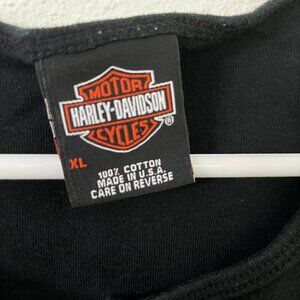 MOTOR
HARLEY-DAVIDSON
CYCLES ®
XL
100% COTTON
MADE IN U.S.A.
CARE ON REVERSE